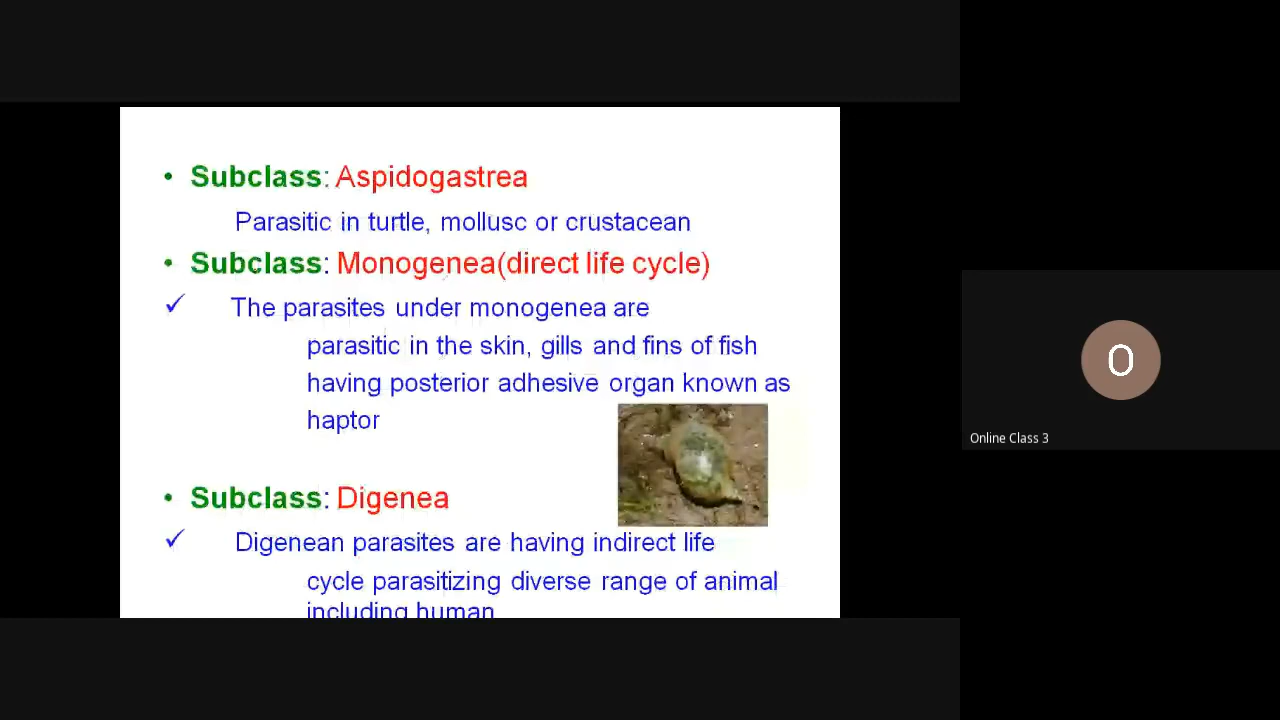 • Subclass: Aspidogastrea
Parasitic in turtle, mollusc or crustacean
• Subclass: Monogenea(direct life cycle)
✓ The parasites under monogenea are
parasitic in the skin, gills and fins of fish
having posterior adhesive organ known as
haptor
• Subclass: Digenea
✓ Digenean parasites are having indirect life
cycle parasitizing diverse range of animal
including human
O
Online Class 3